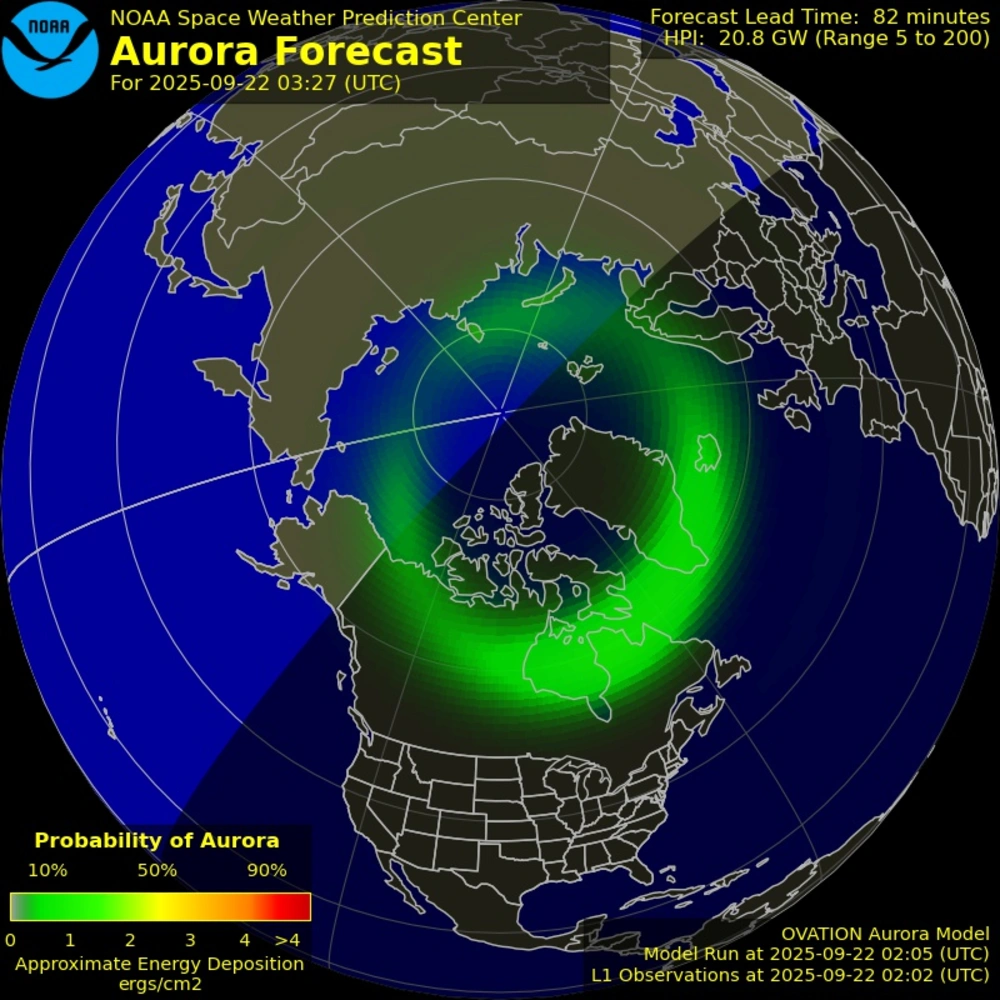 NOAA
NOAA Space Weather Prediction Center
Aurora Forecast
For 2025-09-22 03:27 (UTC)
Forecast Lead Time: 82 minutes
HPI: 20.8 GW (Range 5 to 200)
Probability of Aurora
10% 50% 90%
0 1 2 3 4 >4
Approximate Energy Deposition
ergs/cm2
OVATION Aurora Model
Model Run at 2025-09-22 02:05 (UTC)
L1 Observations at 2025-09-22 02:02 (UTC)